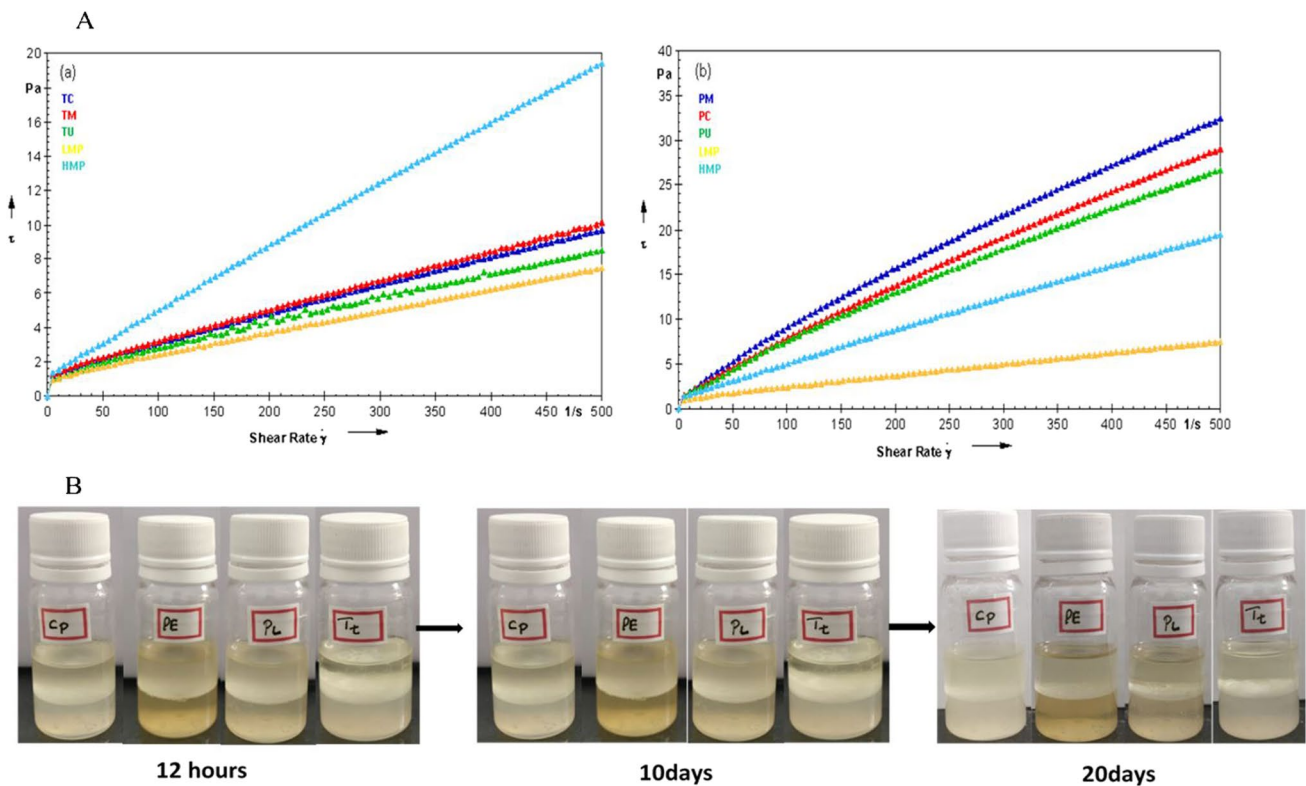 A
(a)
20
Pa
18
16
14
12
10
8
6
4
2
0
τ
TC
TM
TU
LMP
HMP
0 50 100 150 200 250 300 350 400 450 1/s 500
Shear Rate γ̇
(b)
40
Pa
35
30
25
20
15
10
5
0
τ
PM
PC
PU
LMP
HMP
0 50 100 150 200 250 300 350 400 450 1/s 500
Shear Rate γ̇
B
CP PE PL Tt
CP PE PL Tt
CP PE PL Tt
12 hours 10days 20days